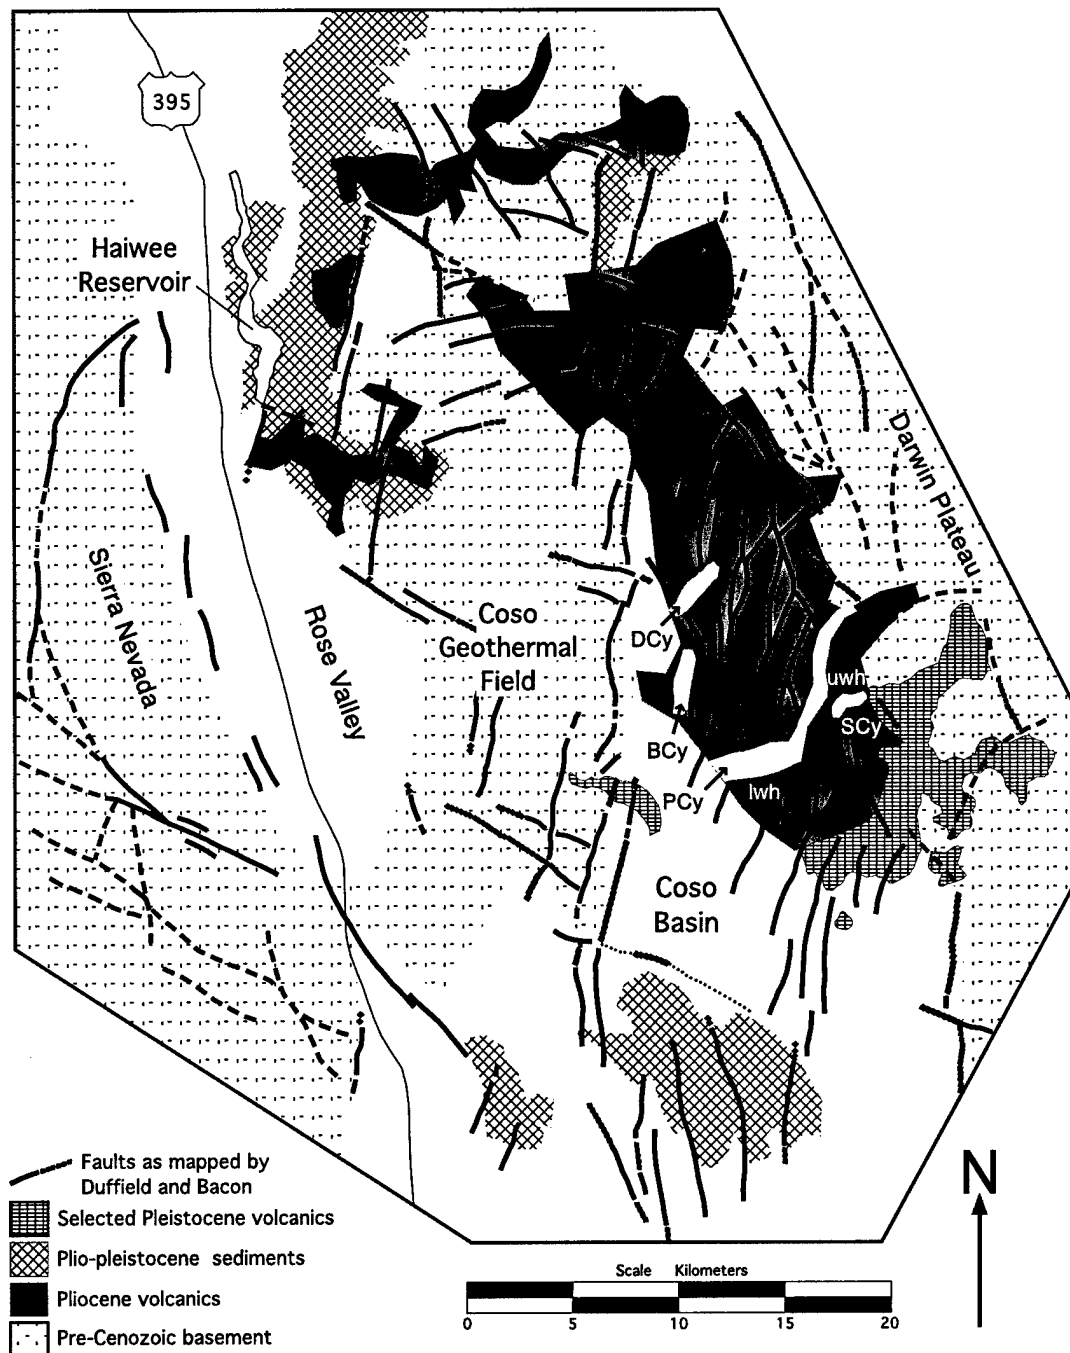 395
Haiwee
Reservoir
Darwin Plateau
Sierra Nevada
Rose Valley
Coso
Geothermal
Field
DCy
uwh
SCy
BCy
PCy
lwh
Coso
Basin
Faults as mapped by
Duffield and Bacon
Selected Pleistocene volcanics
Plio-pleistocene sediments
Pliocene volcanics
Pre-Cenozoic basement
Scale Kilometers
0 5 10 15 20
N